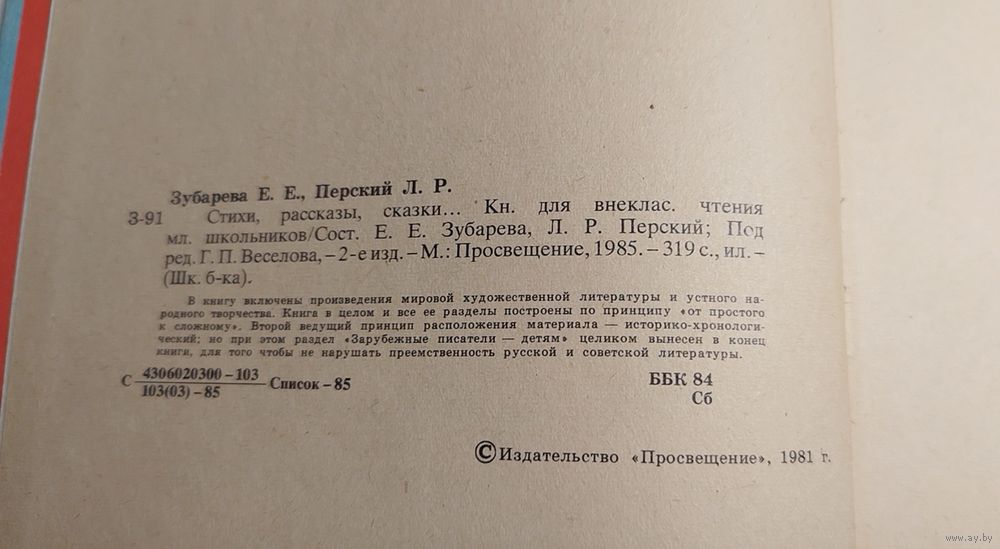 Зубарева Е. Е., Перский Л. Р.
З-91 Стихи, рассказы, сказки... Кн. для внеклас. чтения
мл. школьников/Сост. Е. Е. Зубарева, Л. Р. Перский; Под
ред. Г. П. Веселова, – 2-е изд. – М.: Просвещение, 1985. – 319 с., ил. –
(Шк. б-ка).
В книгу включены произведения мировой художественной литературы и устного на-
родного творчества. Книга в целом и все ее разделы построены по принципу «от простого
к сложному». Второй ведущий принцип расположения материала — историко-хронологи-
ческий; но при этом раздел «Зубарежные писатели — детям» целиком вынесен в конец
книги, для того чтобы не нарушать преемственность русской и советской литературы.
С 4306020300 – 103
103(03) – 85 Список – 85
ББК 84
Сб
© Издательство «Просвещение», 1981 г.
www.ay.by